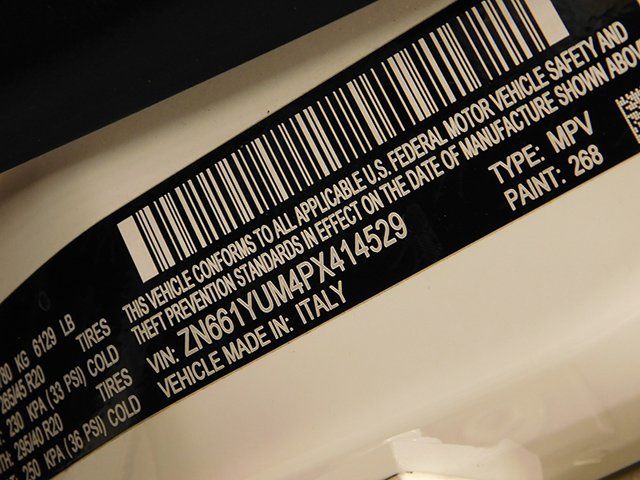 THIS VEHICLE CONFORMS TO ALL APPLICABLE U.S. FEDERAL MOTOR VEHICLE SAFETY AND
THEFT PREVENTION STANDARDS IN EFFECT ON THE DATE OF MANUFACTURE SHOWN ABOV
VIN: ZN661YUM4PX414529
TYPE: MPV
VEHICLE MADE IN: ITALY
PAINT: 268
KG 6129 LB
265/45 R20 TIRES
230 KPA (33 PSI) COLD
295/40 R20 TIRES
250 KPA (36 PSI) COLD